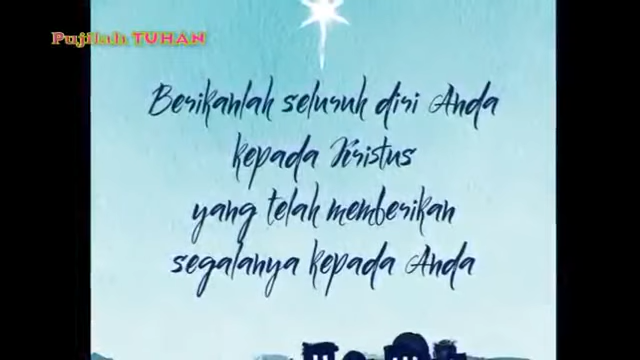 Pujilah TUHAN
Berikanlah seluruh diri Anda
kepada Kristus
yang telah memberikan
segalanya kepada Anda